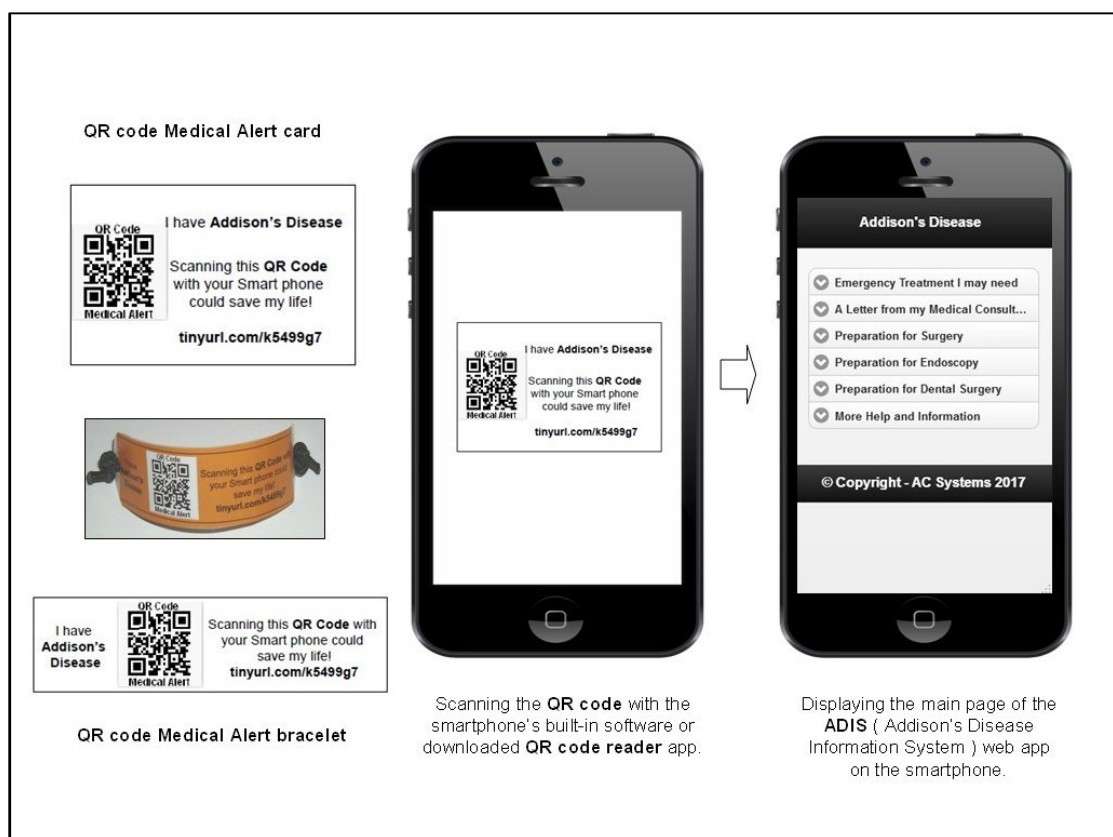 QR code Medical Alert card
QR Code
Medical Alert
I have Addison's Disease
Scanning this QR Code
with your Smart phone
could save my life!
tinyurl.com/k5499g7
QR Code
Medical Alert
I have
Addison's
Disease
Scanning this QR Code with
your Smart phone could
save my life!
tinyurl.com/k5499g7
I have
Addison's
Disease
QR Code
Medical Alert
Scanning this QR Code with
your Smart phone could
save my life!
tinyurl.com/k5499g7
QR code Medical Alert bracelet
QR Code
Medical Alert
I have Addison's Disease
Scanning this QR Code
with your Smart phone
could save my life!
tinyurl.com/k5499g7
Scanning the QR code with the
smartphone's built-in software or
downloaded QR code reader app.
Addison's Disease
Emergency Treatment I may need
A Letter from my Medical Consult...
Preparation for Surgery
Preparation for Endoscopy
Preparation for Dental Surgery
More Help and Information
© Copyright - AC Systems 2017
Displaying the main page of the
ADIS ( Addison's Disease
Information System ) web app
on the smartphone.